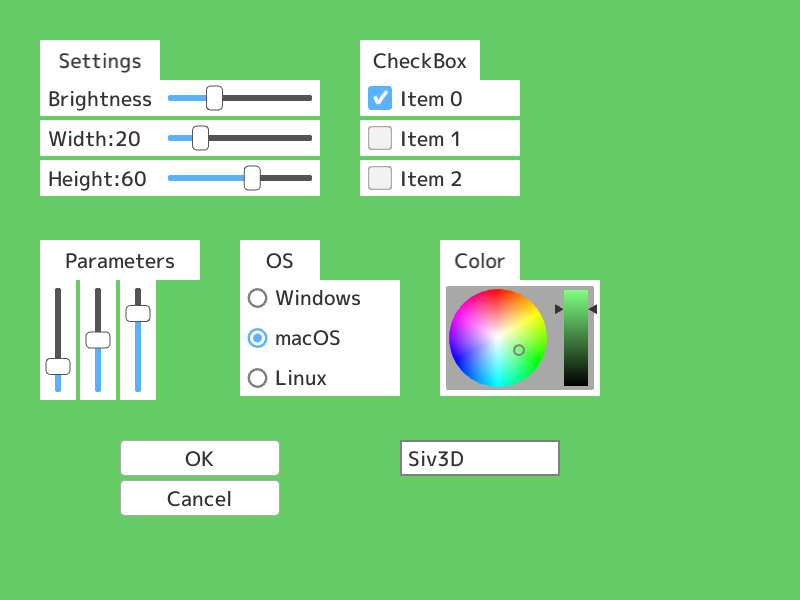 Settings
Brightness
Width:20
Height:60
CheckBox
Item 0
Item 1
Item 2
Parameters
OS
Windows
macOS
Linux
Color
OK
Cancel
Siv3D